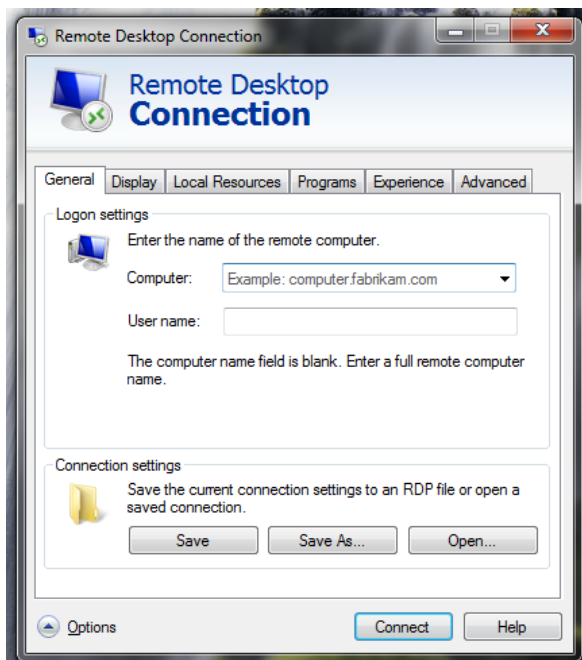 Remote Desktop Connection
Remote Desktop
Connection
General Display Local Resources Programs Experience Advanced
Logon settings
Enter the name of the remote computer.
Computer: Example: computer.fabrikam.com
User name:
The computer name field is blank. Enter a full remote computer
name.
Connection settings
Save the current connection settings to an RDP file or open a
saved connection.
Save Save As... Open...
Options Connect Help